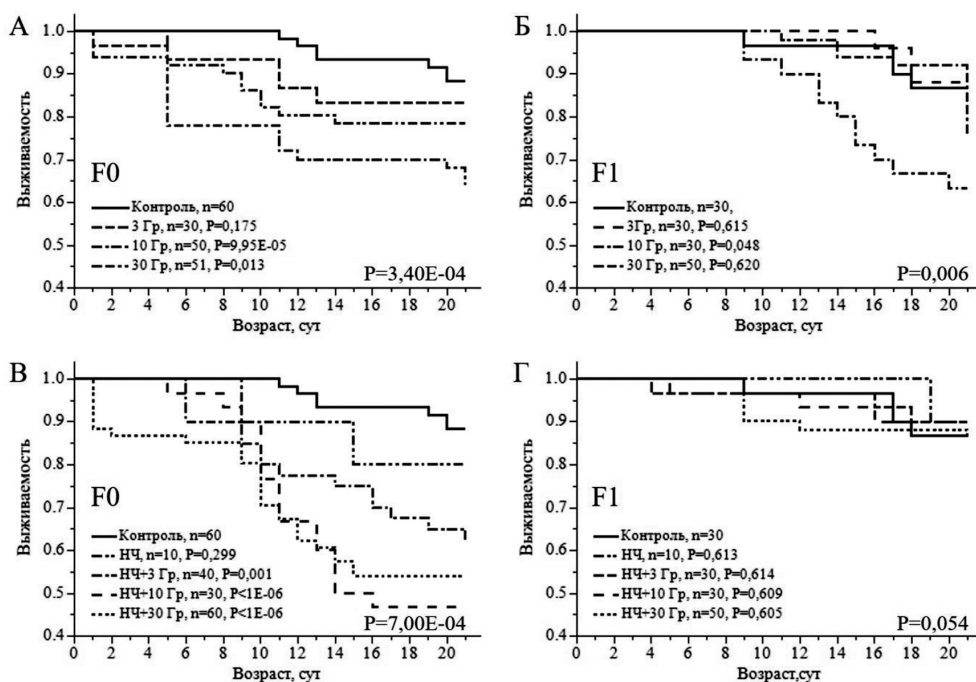 А
Выживаемость
1.0
0.9
0.8
0.7
0.6
0.5
0.4
F0
Контроль, n=60
3 Гр, n=30, P=0,175
10 Гр, n=50, P=9,95E-05
30 Гр, n=51, P=0,013
P=3,40E-04
0 2 4 6 8 10 12 14 16 18 20
Возраст, сут
Б
Выживаемость
1.0
0.9
0.8
0.7
0.6
0.5
0.4
F1
Контроль, n=30,
3Гр, n=30, P=0,615
10 Гр, n=30, P=0,048
30 Гр, n=50, P=0,620
P=0,006
0 2 4 6 8 10 12 14 16 18 20
Возраст, сут
В
Выживаемость
1.0
0.9
0.8
0.7
0.6
0.5
0.4
F0
Контроль, n=60
НЧ, n=10, P=0,299
НЧ+3 Гр, n=40, P=0,001
НЧ+10 Гр, n=30, P<1E-06
НЧ+30 Гр, n=60, P<1E-06
P=7,00E-04
0 2 4 6 8 10 12 14 16 18 20
Возраст, сут
Г
Выживаемость
1.0
0.9
0.8
0.7
0.6
0.5
0.4
F1
Контроль, n=30
НЧ, n=10, P=0,613
НЧ+3 Гр, n=30, P=0,614
НЧ+10 Гр, n=30, P=0,609
НЧ+30 Гр, n=50, P=0,605
P=0,054
0 2 4 6 8 10 12 14 16 18 20
Возраст,сут